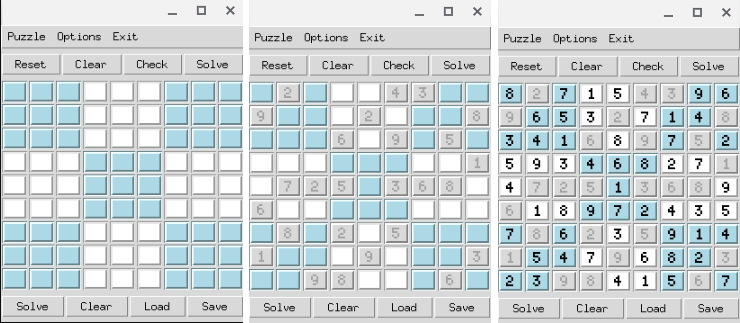 Puzzle Options Exit
Reset Clear Check Solve
Solve Clear Load Save
Puzzle Options Exit
Reset Clear Check Solve
2 4 3
9 2 8
6 9 5
1
7 2 5 3 6 8
6
8 2 5
1 9 3
9 8 6
Solve Clear Load Save
Puzzle Options Exit
Reset Clear Check Solve
8 2 7 1 5 4 3 9 6
9 6 5 3 2 7 1 4 8
3 4 1 6 8 9 7 5 2
5 9 3 4 6 8 2 7 1
4 7 2 5 1 3 6 8 9
6 1 8 9 7 2 4 3 5
7 8 6 2 3 5 9 1 4
1 5 4 7 9 6 8 2 3
2 3 9 8 4 1 5 6 7
Solve Clear Load Save